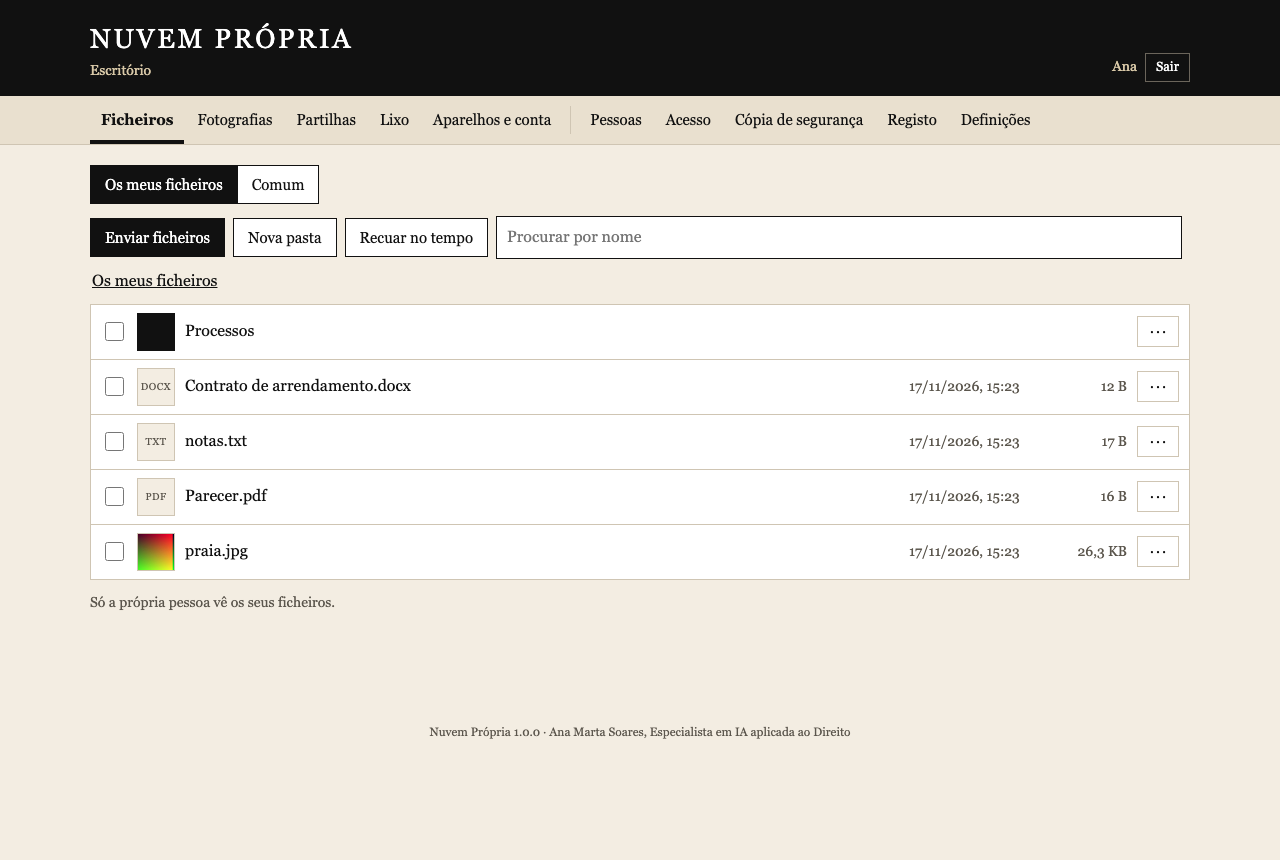 NUVEM PRÓPRIA
Escritório
Ana Sair
Ficheiros Fotografias Partilhas Lixo Aparelhos e conta Pessoas Acesso Cópia de segurança Registo Definições
Os meus ficheiros Comum
Enviar ficheiros Nova pasta Recuar no tempo Procurar por nome
Os meus ficheiros
Processos ...
DOCX Contrato de arrendamento.docx 17/11/2026, 15:23 12 B ...
TXT notas.txt 17/11/2026, 15:23 17 B ...
PDF Parecer.pdf 17/11/2026, 15:23 16 B ...
praia.jpg 17/11/2026, 15:23 26,3 KB ...
Só a própria pessoa vê os seus ficheiros.
Nuvem Própria 1.0.0 · Ana Marta Soares, Especialista em IA aplicada ao Direito